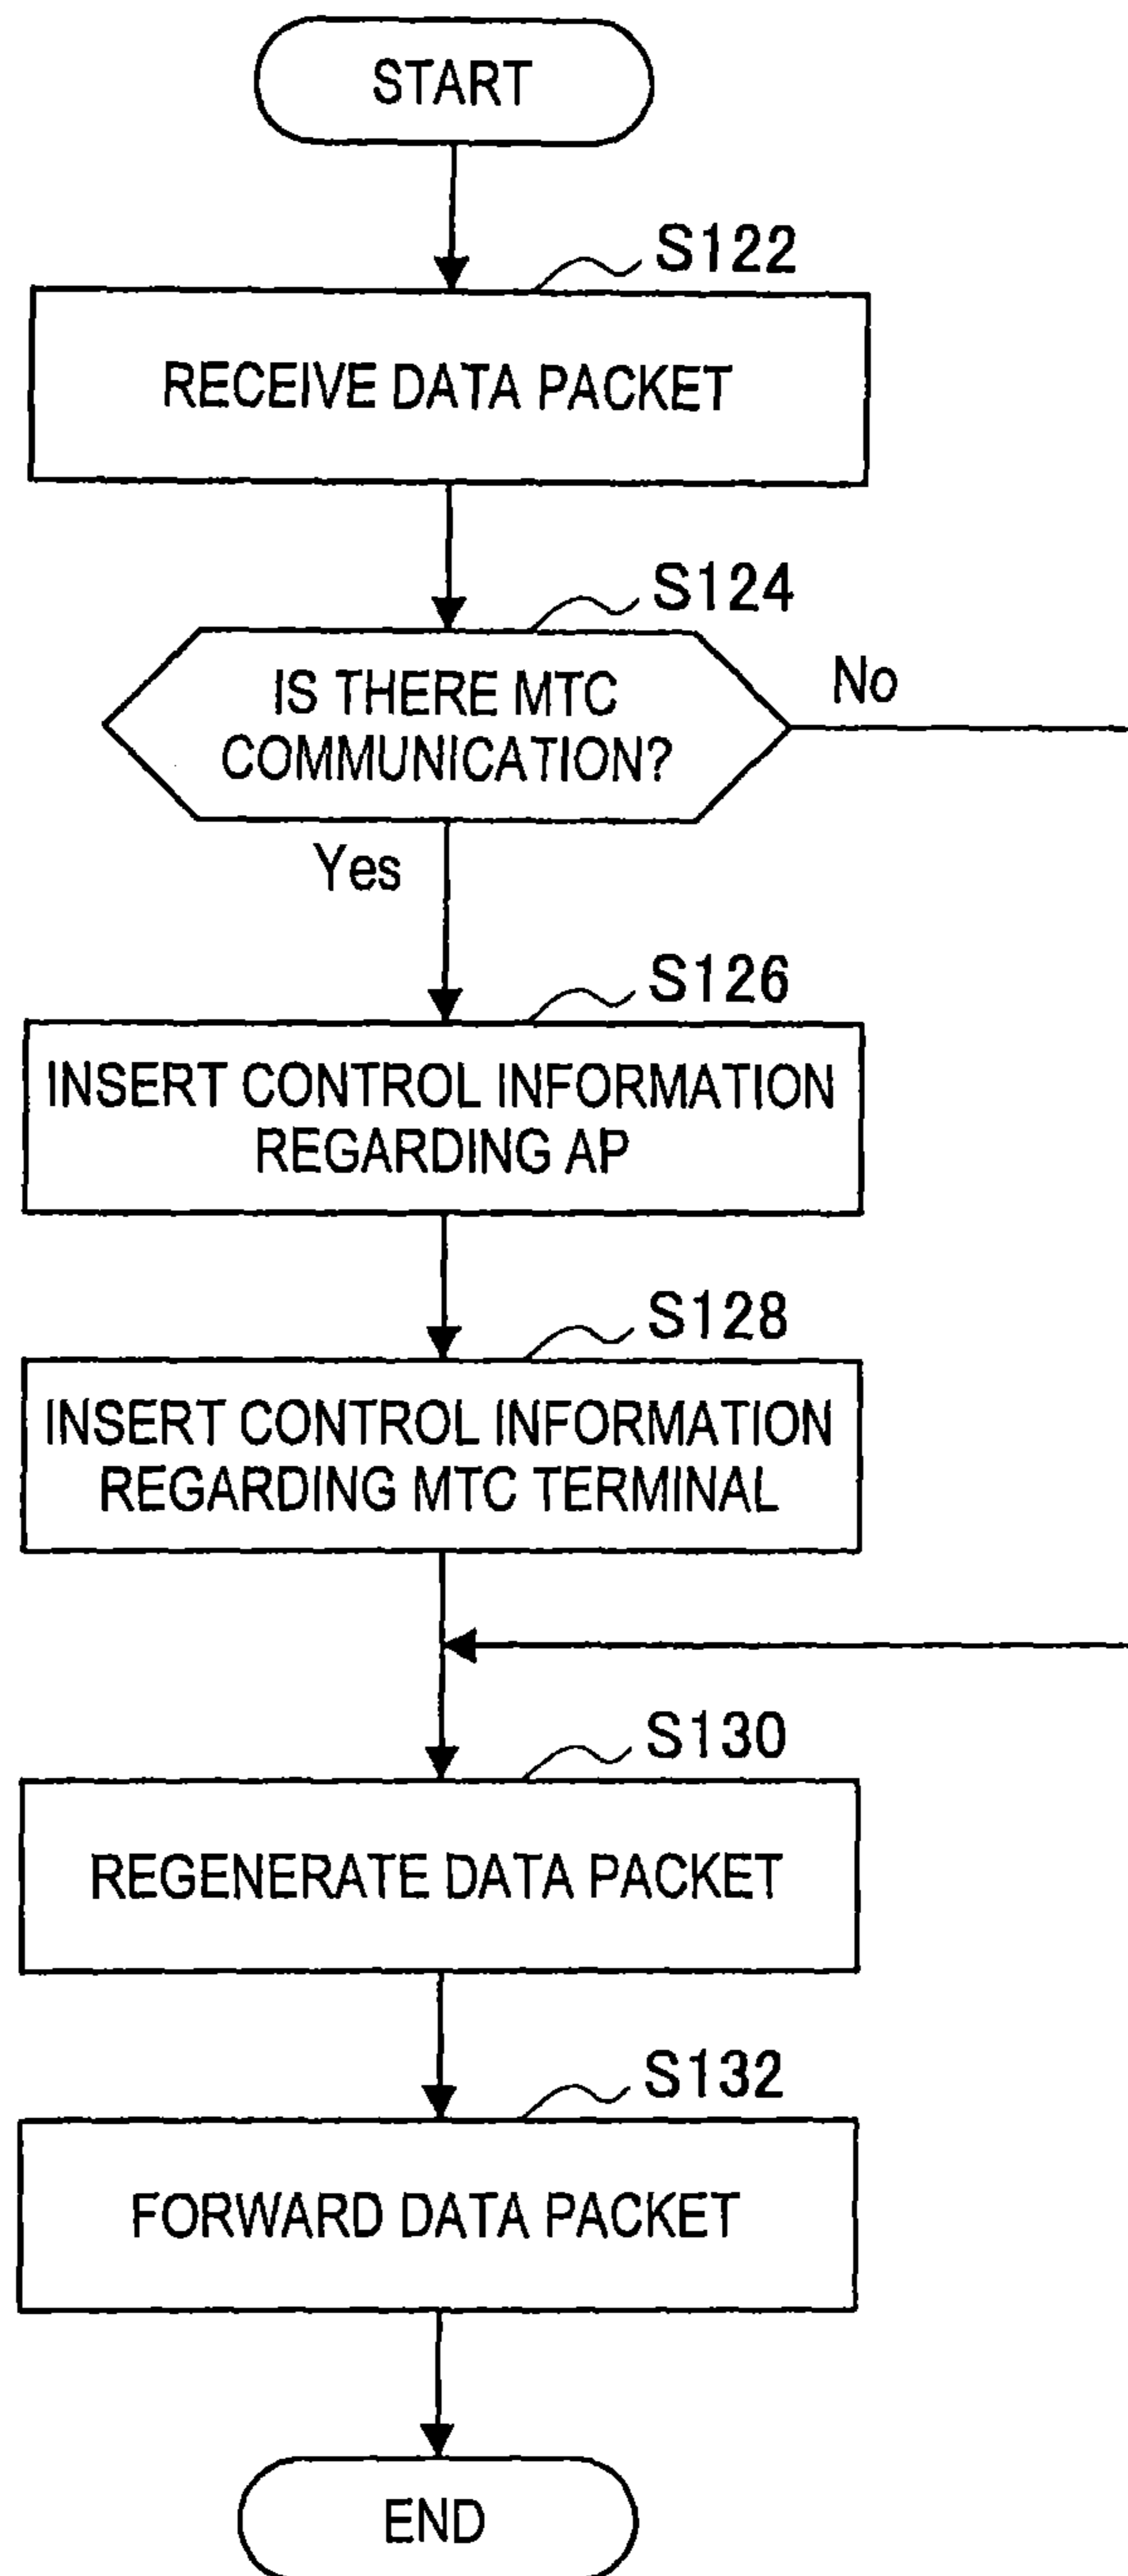 START
S122
RECEIVE DATA PACKET
S124
IS THERE MTC
COMMUNICATION?
No
Yes
S126
INSERT CONTROL INFORMATION
REGARDING AP
S128
INSERT CONTROL INFORMATION
REGARDING MTC TERMINAL
S130
REGENERATE DATA PACKET
S132
FORWARD DATA PACKET
END